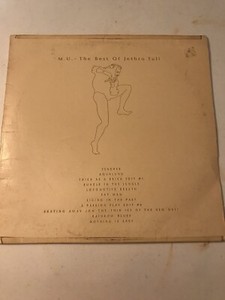 M.U. - The Best Of Jethro Tull
TEACHER
AQUALUNG
THICK AS A BRICK EDIT #1
BUNGLE IN THE JUNGLE
LOCOMOTIVE BREATH
FAT MAN
LIVING IN THE PAST
A PASSION PLAY EDIT #8
SKATING AWAY (ON THE THIN ICE OF THE NEW DAY)
RAINBOW BLUES
NOTHING IS EASY